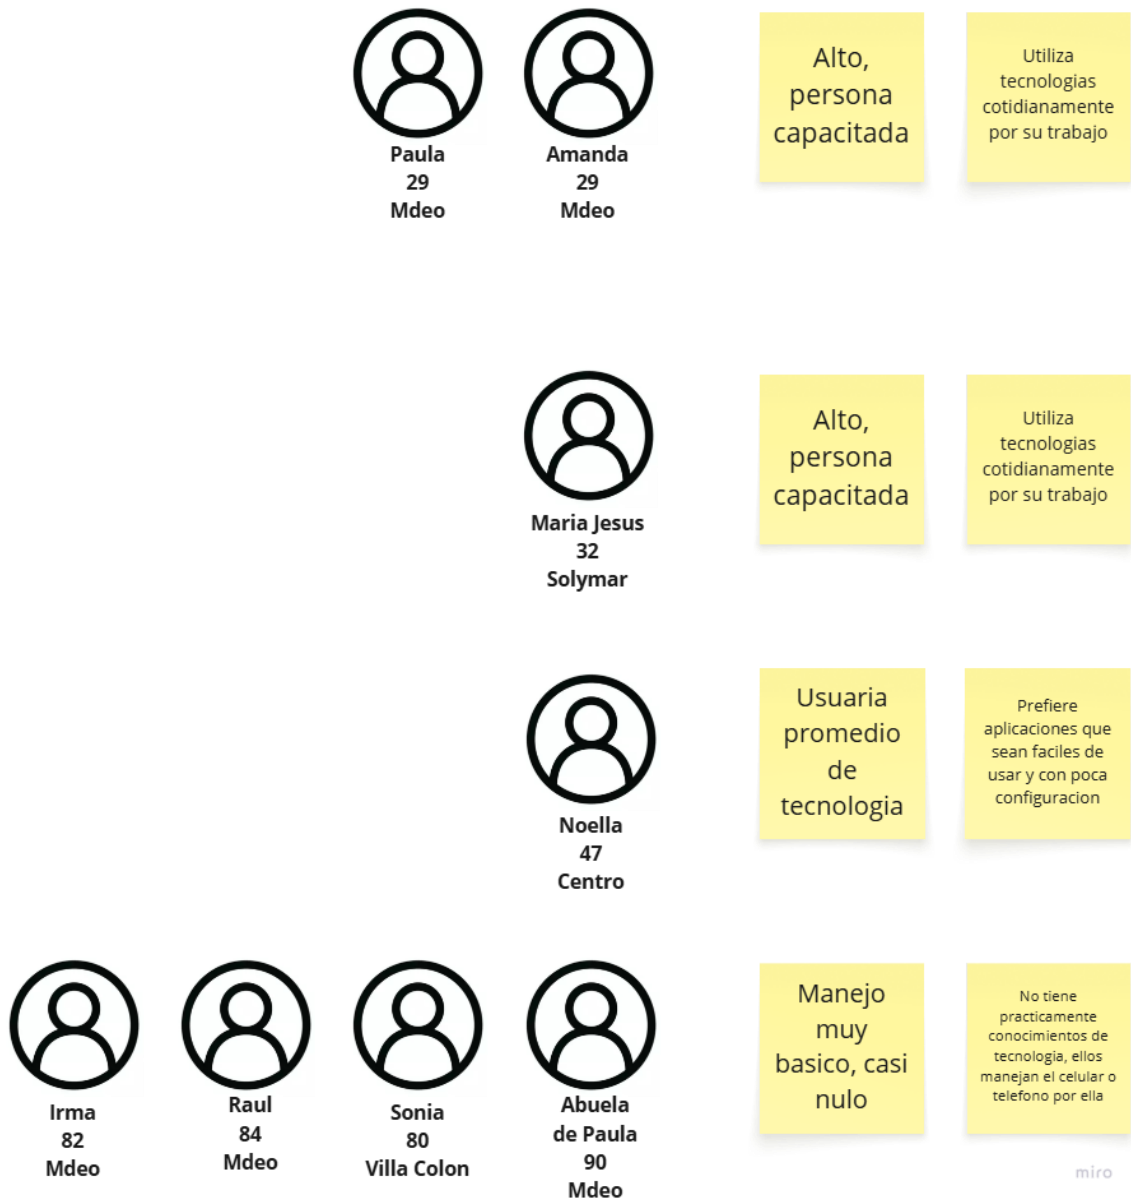 Paula
29
Mdeo
Amanda
29
Mdeo
Alto,
persona
capacitada
Utiliza
tecnologias
cotidianamente
por su trabajo
Maria Jesus
32
Solymar
Alto,
persona
capacitada
Utiliza
tecnologias
cotidianamente
por su trabajo
Noella
47
Centro
Usuaria
promedio
de
tecnologia
Prefiere
aplicaciones que
sean faciles de
usar y con poca
configuracion
Irma
82
Mdeo
Raul
84
Mdeo
Sonia
80
Villa Colon
Abuela
de Paula
90
Mdeo
Manejo
muy
basico, casi
nulo
No tiene
practicamente
conocimientos de
tecnologia, ellos
manejan el celular o
telefono por ella
miro